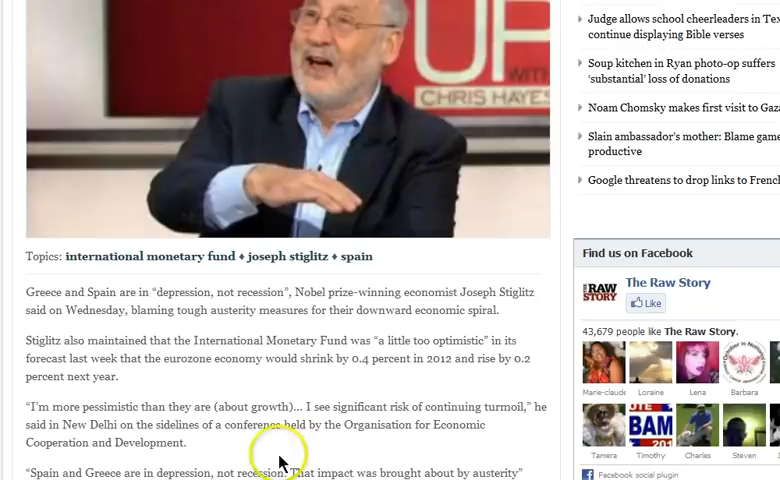 UP
WITH
CHRIS HAYES
Topics: international monetary fund ♦ joseph stiglitz ♦ spain
Greece and Spain are in “depression, not recession”, Nobel prize-winning economist Joseph Stiglitz
said on Wednesday, blaming tough austerity measures for their downward economic spiral.
Stiglitz also maintained that the International Monetary Fund was “a little too optimistic” in its
forecast last week that the eurozone economy would shrink by 0.4 percent in 2012 and rise by 0.2
percent next year.
“I’m more pessimistic than they are (about growth)... I see significant risk of continuing turmoil,” he
said in New Delhi on the sidelines of a conference held by the Organisation for Economic
Cooperation and Development.
“Spain and Greece are in depression, not recession. That impact was brought about by austerity”
Judge allows school cheerleaders in Tex
continue displaying Bible verses
Soup kitchen in Ryan photo-op suffers
‘substantial’ loss of donations
Noam Chomsky makes first visit to Gaza
Slain ambassador’s mother: Blame game
productive
Google threatens to drop links to French
Find us on Facebook
THE RAW
STORY
The Raw Story
Like
43,679 people like The Raw Story.
Marie-claude
Loraine
Lena
Barbara
BAM
Tamera
Timothy
Charles
Steven
J
Facebook social plugin